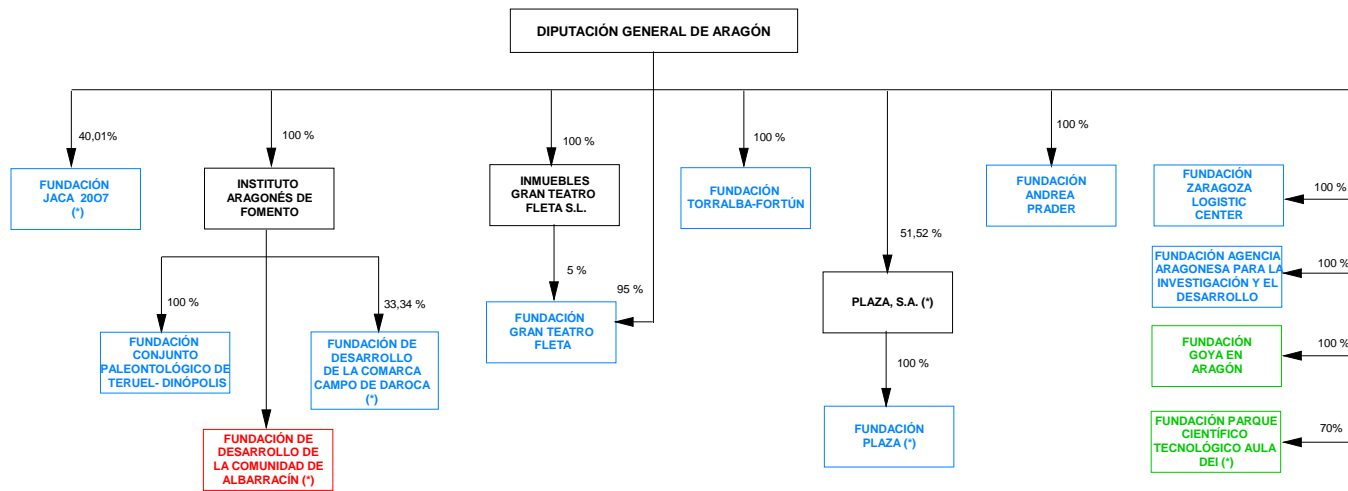 DIPUTACIÓN GENERAL DE ARAGÓN
40,01%
100 %
100 %
100 %
100 %
FUNDACIÓN
JACA 20O7
(*)
INSTITUTO
ARAGONÉS DE
FOMENTO
INMUEBLES
GRAN TEATRO
FLETA S.L.
FUNDACIÓN
TORRALBA-FORTÚN
FUNDACIÓN
ANDREA
PRADER
FUNDACIÓN
ZARAGOZA
LOGISTIC
CENTER
100 %
51,52 %
5 %
95 %
PLAZA, S.A. (*)
FUNDACIÓN AGENCIA
ARAGONESA PARA LA
INVESTIGACIÓN Y EL
DESARROLLO
100 %
100 %
33,34 %
FUNDACIÓN
GRAN TEATRO
FLETA
FUNDACIÓN
CONJUNTO
PALEONTOLÓGICO DE
TERUEL- DINÓPOLIS
FUNDACIÓN DE
DESARROLLO
DE LA COMARCA
CAMPO DE DAROCA
(*)
100 %
FUNDACIÓN
GOYA EN
ARAGÓN
100 %
FUNDACIÓN DE
DESARROLLO DE
LA COMUNIDAD DE
ALBARRACÍN (*)
FUNDACIÓN
PLAZA (*)
FUNDACIÓN PARQUE
CIENTÍFICO
TECNOLÓGICO AULA
DEI (*)
70%